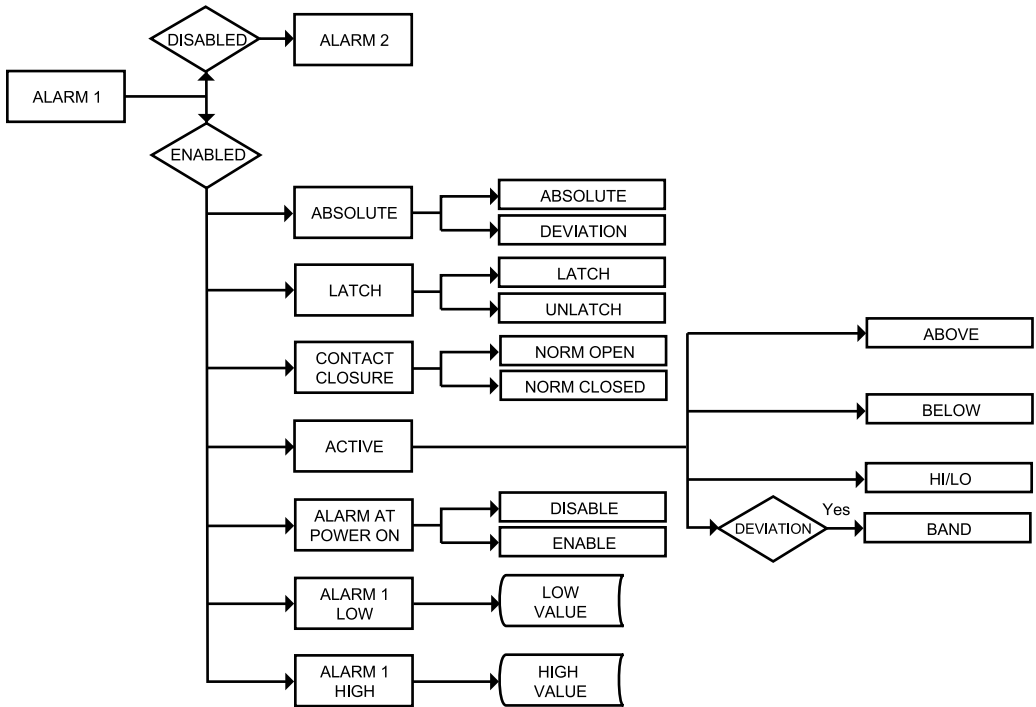 DISABLED
ALARM 2
ALARM 1
ENABLED
ABSOLUTE
ABSOLUTE
DEVIATION
LATCH
LATCH
UNLATCH
CONTACT
CLOSURE
NORM OPEN
NORM CLOSED
ACTIVE
ABOVE
BELOW
HI/LO
DEVIATION
Yes
BAND
ALARM AT
POWER ON
DISABLE
ENABLE
ALARM 1
LOW
LOW
VALUE
ALARM 1
HIGH
HIGH
VALUE